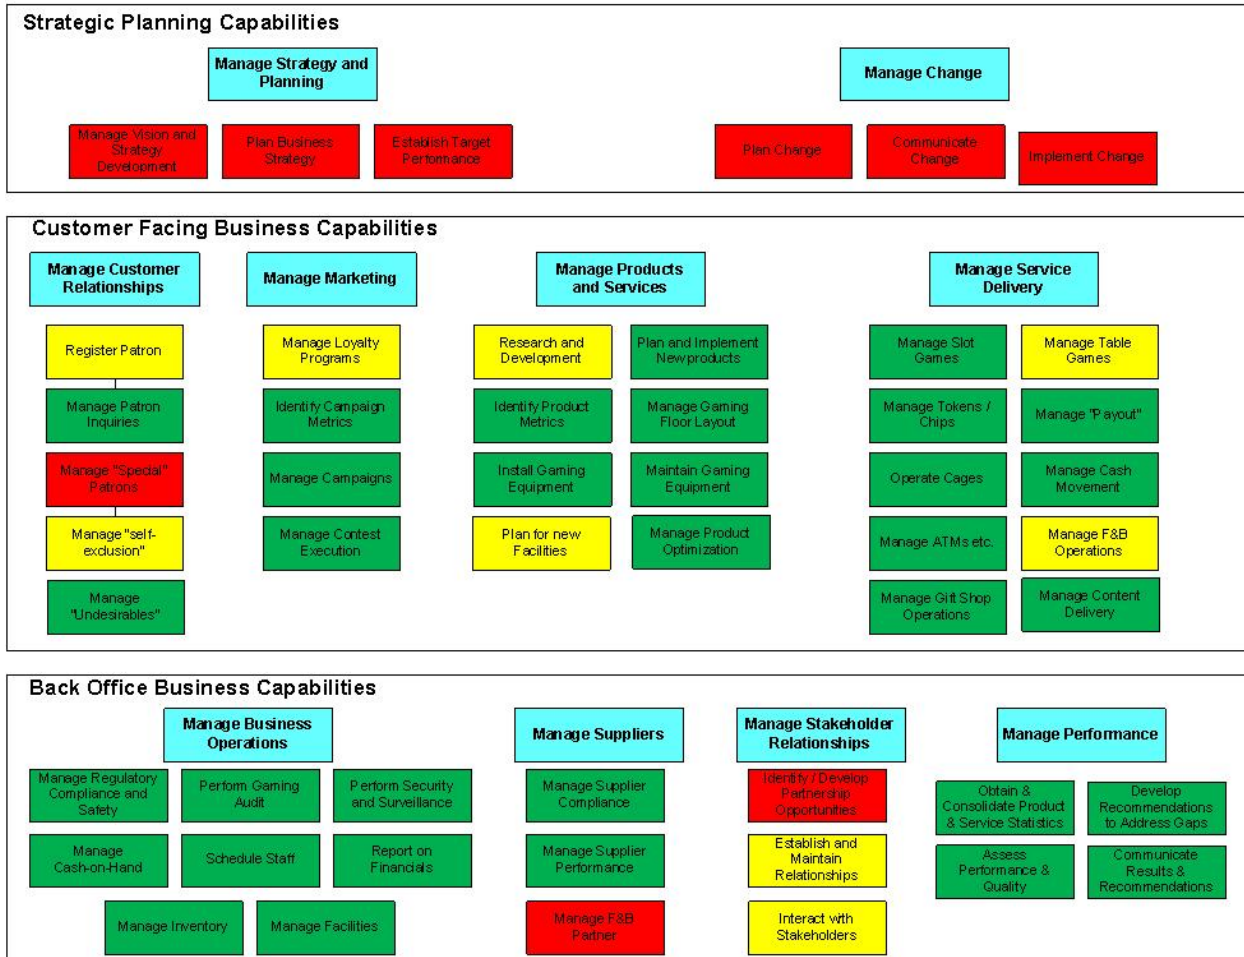 Strategic Planning Capabilities
Manage Strategy and
Planning
Manage Change
Manage Vision and
Strategy
Development
Plan Business
Strategy
Establish Target
Performance
Plan Change
Communicate
Change
Implement Change
Customer Facing Business Capabilities
Manage Customer
Relationships
Manage Marketing
Manage Products
and Services
Manage Service
Delivery
Register Patron
Manage Loyalty
Programs
Research and
Development
Plan and Implement
New products
Manage Slot
Games
Manage Table
Games
Manage Patron
Inquiries
Identify Campaign
Metrics
Identify Product
Metrics
Manage Gaming
Floor Layout
Manage Tokens /
Chips
Manage "Payout"
Manage "Special"
Patrons
Manage Campaigns
Install Gaming
Equipment
Maintain Gaming
Equipment
Operate Cages
Manage Cash
Movement
Manage "self-
exclusion"
Manage Contest
Execution
Plan for new
Facilities
Manage Product
Optimization
Manage ATMs etc.
Manage F&B
Operations
Manage
"Undesirables"
Manage Gift Shop
Operations
Manage Content
Delivery
Back Office Business Capabilities
Manage Business
Operations
Manage Suppliers
Manage Stakeholder
Relationships
Manage Performance
Manage Regulatory
Compliance and
Safety
Perform Gaming
Audit
Perform Security
and Surveillance
Manage Supplier
Compliance
Identify / Develop
Partnership
Opportunities
Obtain &
Consolidate Product
& Service Statistics
Develop
Recommendations
to Address Gaps
Manage
Cash-on-Hand
Schedule Staff
Report on
Financials
Manage Supplier
Performance
Establish and
Maintain
Relationships
Assess
Performance &
Quality
Communicate
Results &
Recommendations
Manage Inventory
Manage Facilities
Manage F&B
Partner
Interact with
Stakeholders